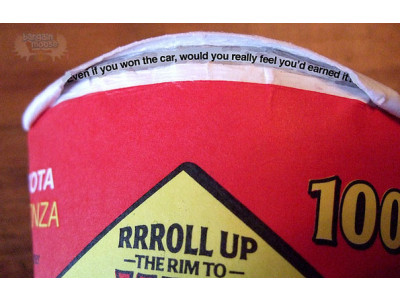 Even if you won the car, would you really feel you'd earned it?
OTA
NZA
100
RRROLL UP
THE RIM TO